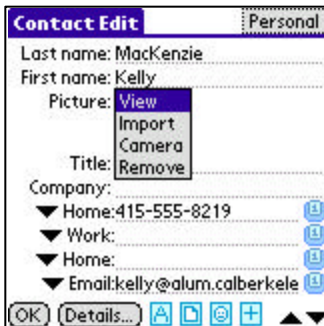 Contact Edit Personal
Last name: MacKenzie
First name: Kelly
Picture: View
Import
Camera
Title: Remove
Company:
Home: 415-555-8219
Work:
Home:
Email: kelly@alum.calberkele
OK Details... A